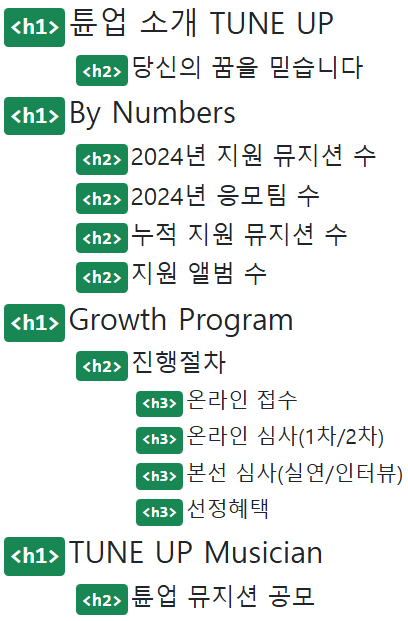 <h1> 튠업 소개 TUNE UP
<h2> 당신의 꿈을 믿습니다
<h1> By Numbers
<h2> 2024년 지원 뮤지션 수
<h2> 2024년 응모팀 수
<h2> 누적 지원 뮤지션 수
<h2> 지원 앨범 수
<h1> Growth Program
<h2> 진행절차
<h3> 온라인 접수
<h3> 온라인 심사(1차/2차)
<h3> 본선 심사(실연/인터뷰)
<h3> 선정혜택
<h1> TUNE UP Musician
<h2> 튠업 뮤지션 공모